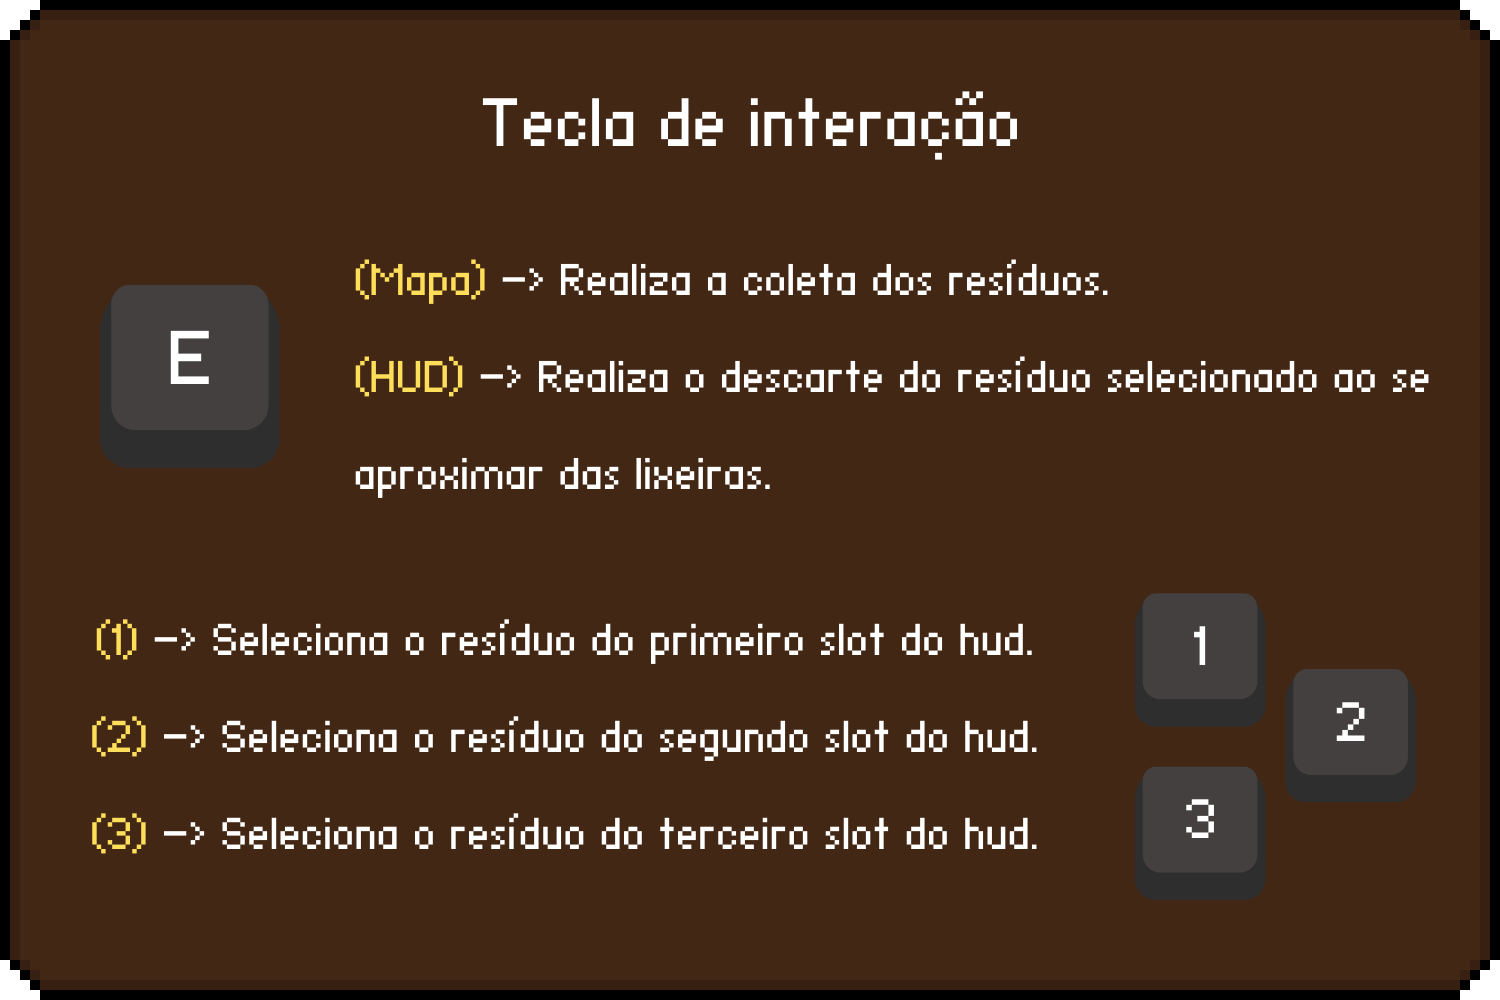 Tecla de interação
E
(Mapa) -> Realiza a coleta dos resíduos.
(HUD) -> Realiza o descarte do resíduo selecionado ao se
aproximar das lixeiras.
(1) -> Seleciona o resíduo do primeiro slot do hud.
(2) -> Seleciona o resíduo do segundo slot do hud.
(3) -> Seleciona o resíduo do terceiro slot do hud.
1
2
3